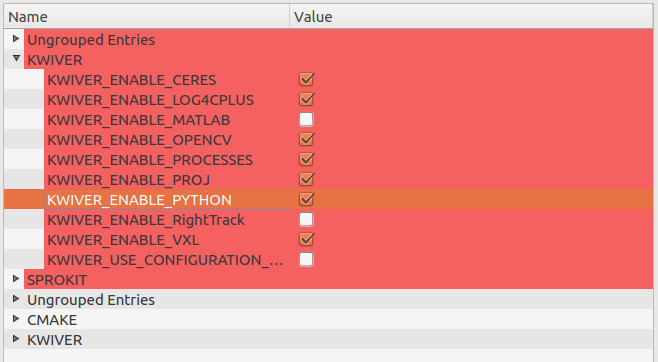 Name Value
Ungrouped Entries
KWIVER
KWIVER_ENABLE_CERES
KWIVER_ENABLE_LOG4CPLUS
KWIVER_ENABLE_MATLAB
KWIVER_ENABLE_OPENCV
KWIVER_ENABLE_PROCESSES
KWIVER_ENABLE_PROJ
KWIVER_ENABLE_PYTHON
KWIVER_ENABLE_RightTrack
KWIVER_ENABLE_VXL
KWIVER_USE_CONFIGURATION_...
SPROKIT
Ungrouped Entries
CMAKE
KWIVER